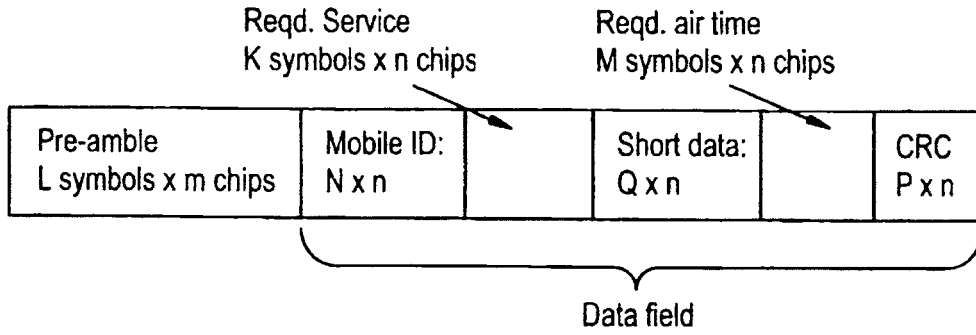 Reqd. Service
K symbols x n chips
Reqd. air time
M symbols x n chips
Pre-amble
L symbols x m chips
Mobile ID:
N x n
Short data:
Q x n
CRC
P x n
Data field